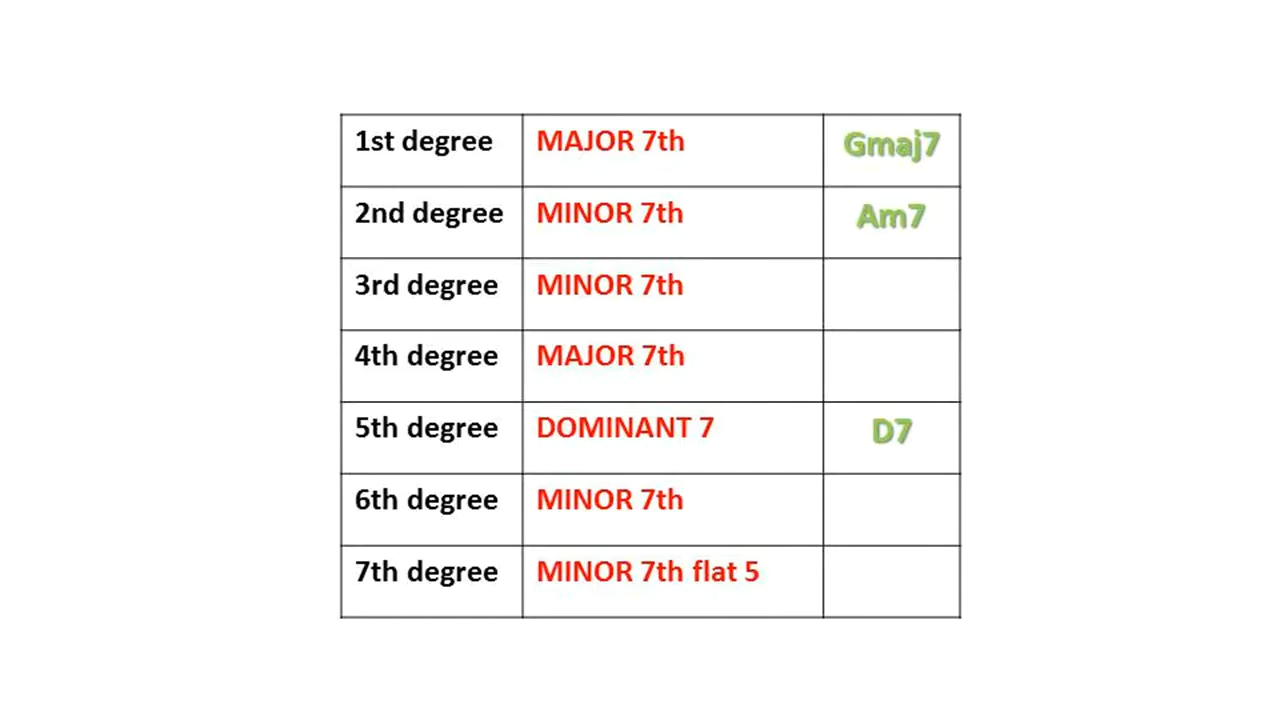 1st degree MAJOR 7th Gmaj7
2nd degree MINOR 7th Am7
3rd degree MINOR 7th
4th degree MAJOR 7th
5th degree DOMINANT 7 D7
6th degree MINOR 7th
7th degree MINOR 7th flat 5